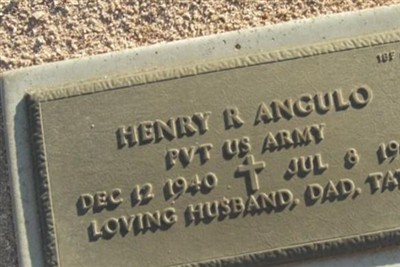 HENRY R ANGULO
PVT US ARMY
DEC 12 1940 JUL 8
LOVING HUSBAND, DAD,